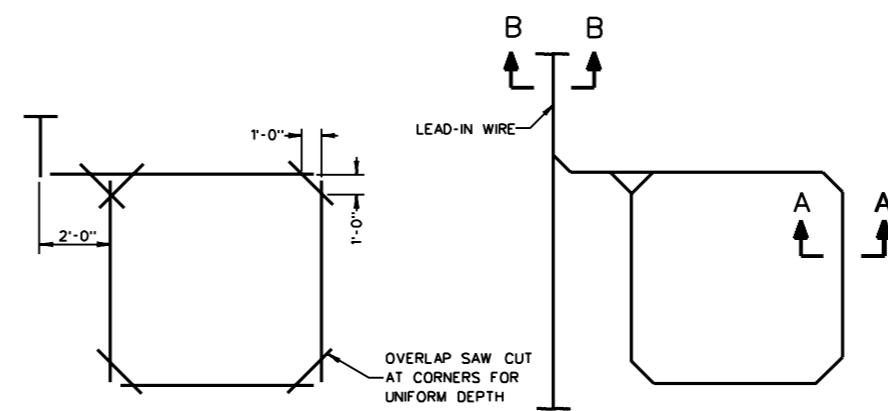 B B
LEAD-IN WIRE
1'-0"
1'-0"
A A
2'-0"
OVERLAP SAW CUT
AT CORNERS FOR
UNIFORM DEPTH